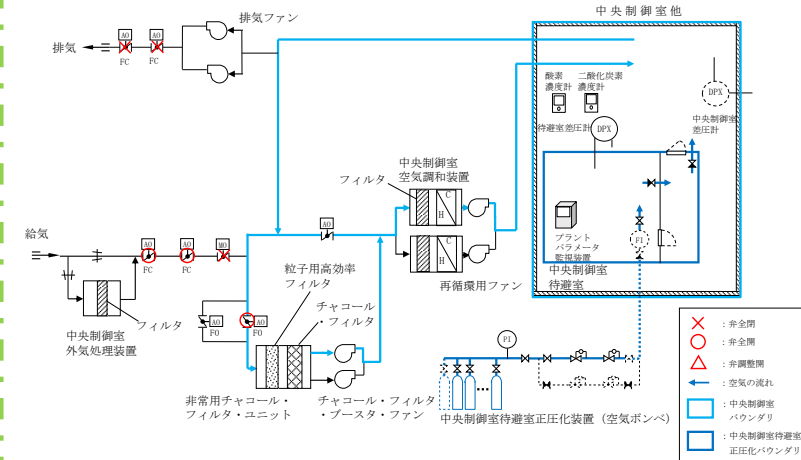 中央制御室他
排気ファン
排気
AO
AO
FC
FC
酸素
濃度計
二酸化炭素
濃度計
DPX
待避室差圧計
DPX
中央制御室
差圧計
中央制御室
空気調和装置
フィルタ
C
H
C
H
再循環用ファン
AO
給気
AO
AO
MO
FC
FC
プラント
パラメータ
監視装置
FI
中央制御室
待避室
粒子用高効率
フィルタ
チャコール
・フィルタ
フィルタ
中央制御室
外気処理装置
AO
FO
AO
FO
PI
非常用チャコール・
フィルタ・ユニット
チャコール・フィルタ
・ブースタ・ファン
中央制御室待避室正圧化装置（空気ボンベ）
：弁全閉
：弁全開
：弁調整開
：空気の流れ
：中央制御室
バウンダリ
：中央制御室待避室
正圧化バウンダリ